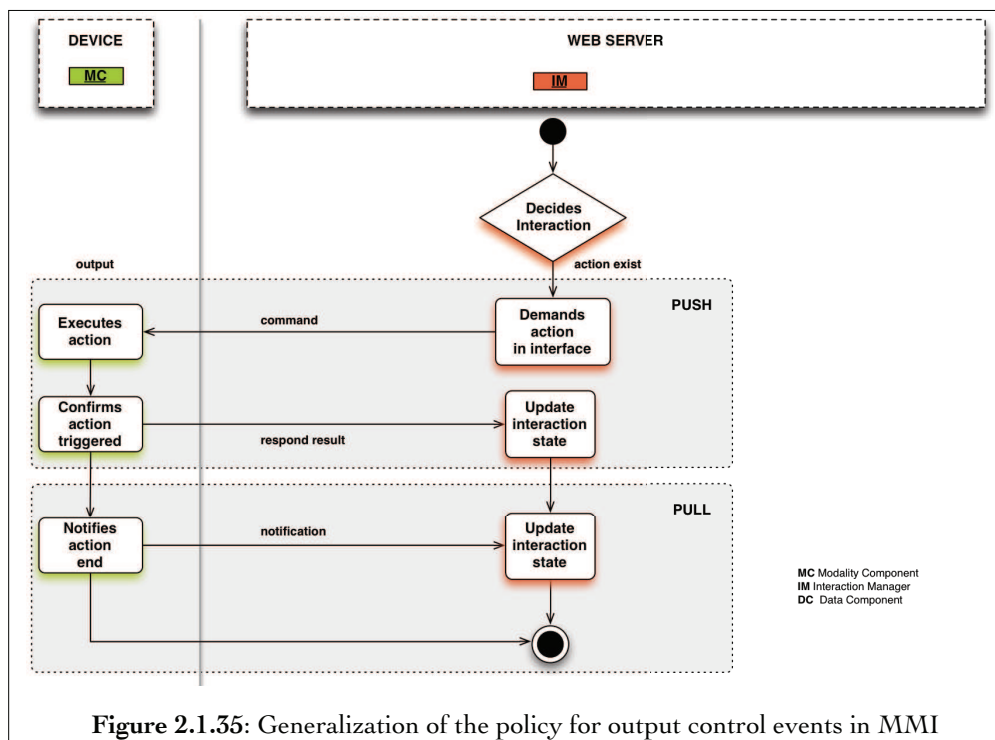 DEVICE
WEB SERVER
MC
IM
Decides
Interaction
output
action exist
PUSH
Executes
action
command
Demands
action
in interface
Confirms
action
triggered
respond result
Update
interaction
state
PULL
Notifies
action
end
notification
Update
interaction
state
MC Modality Component
IM Interaction Manager
DC Data Component
Figure 2.1.35: Generalization of the policy for output control events in MMI